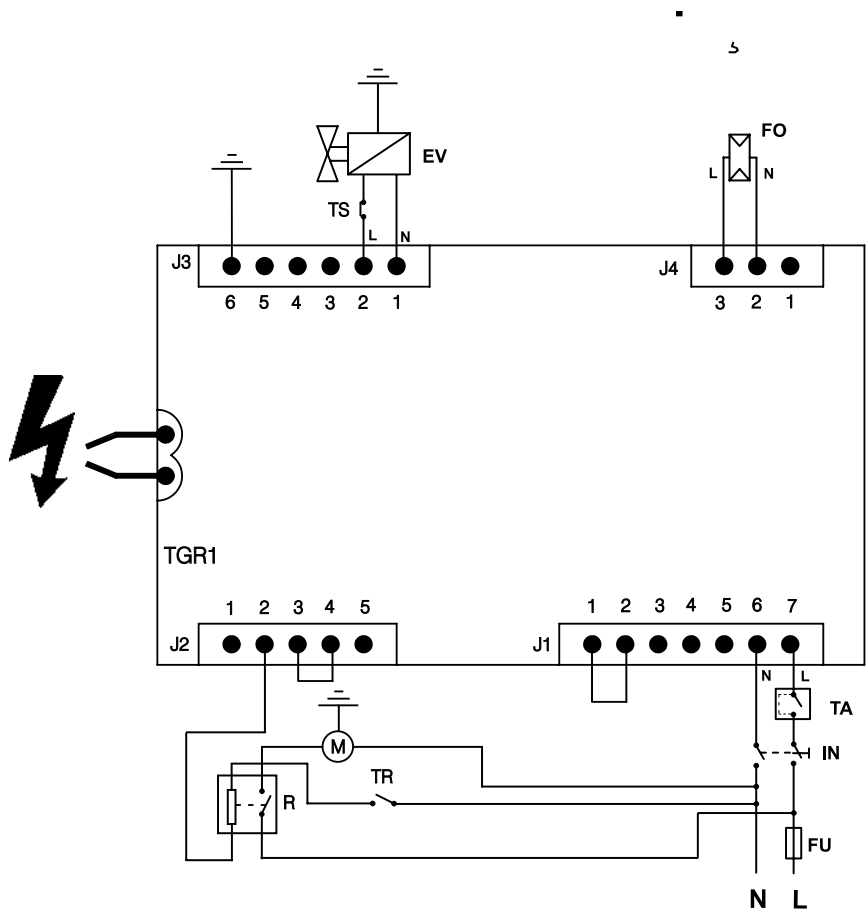 FO
L N
EV
TS
L N
J3
6 5 4 3 2 1
J4
3 2 1
TGR1
1 2 3 4 5
J2
1 2 3 4 5 6 7
J1
N L
TA
M
IN
TR
R
FU
N L